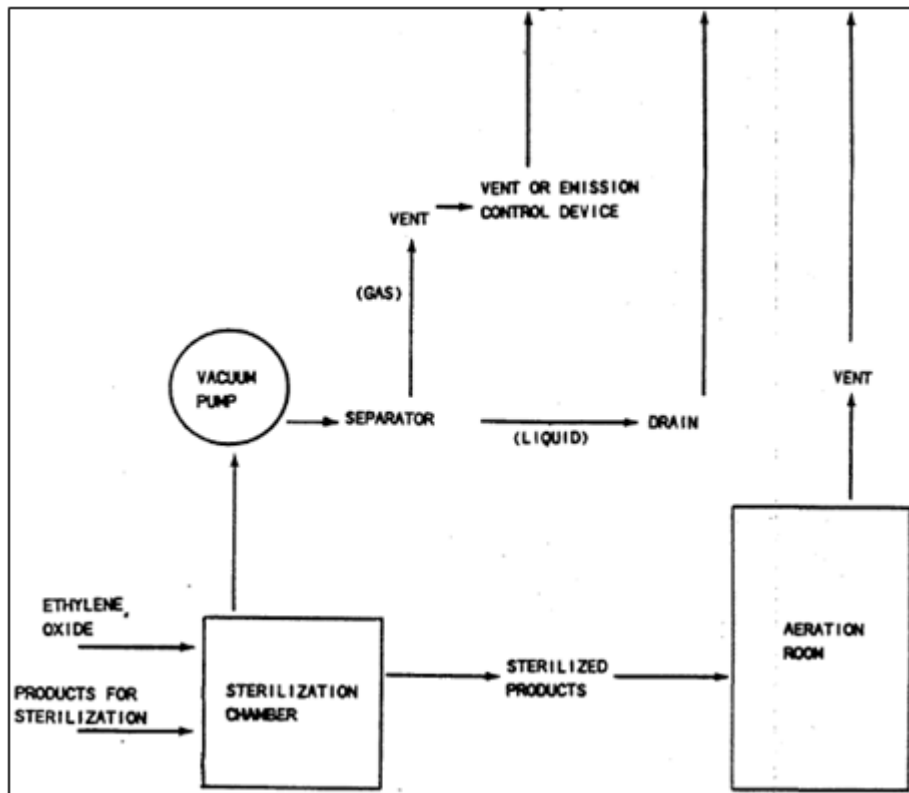 VENT OR EMISSION
CONTROL DEVICE
VENT
(GAS)
VACUUM
PUMP
VENT
SEPARATOR
(LIQUID)
DRAIN
ETHYLENE
OXIDE
AERATION
ROOM
STERILIZED
PRODUCTS
PRODUCTS FOR
STERILIZATION
STERILIZATION
CHAMBER